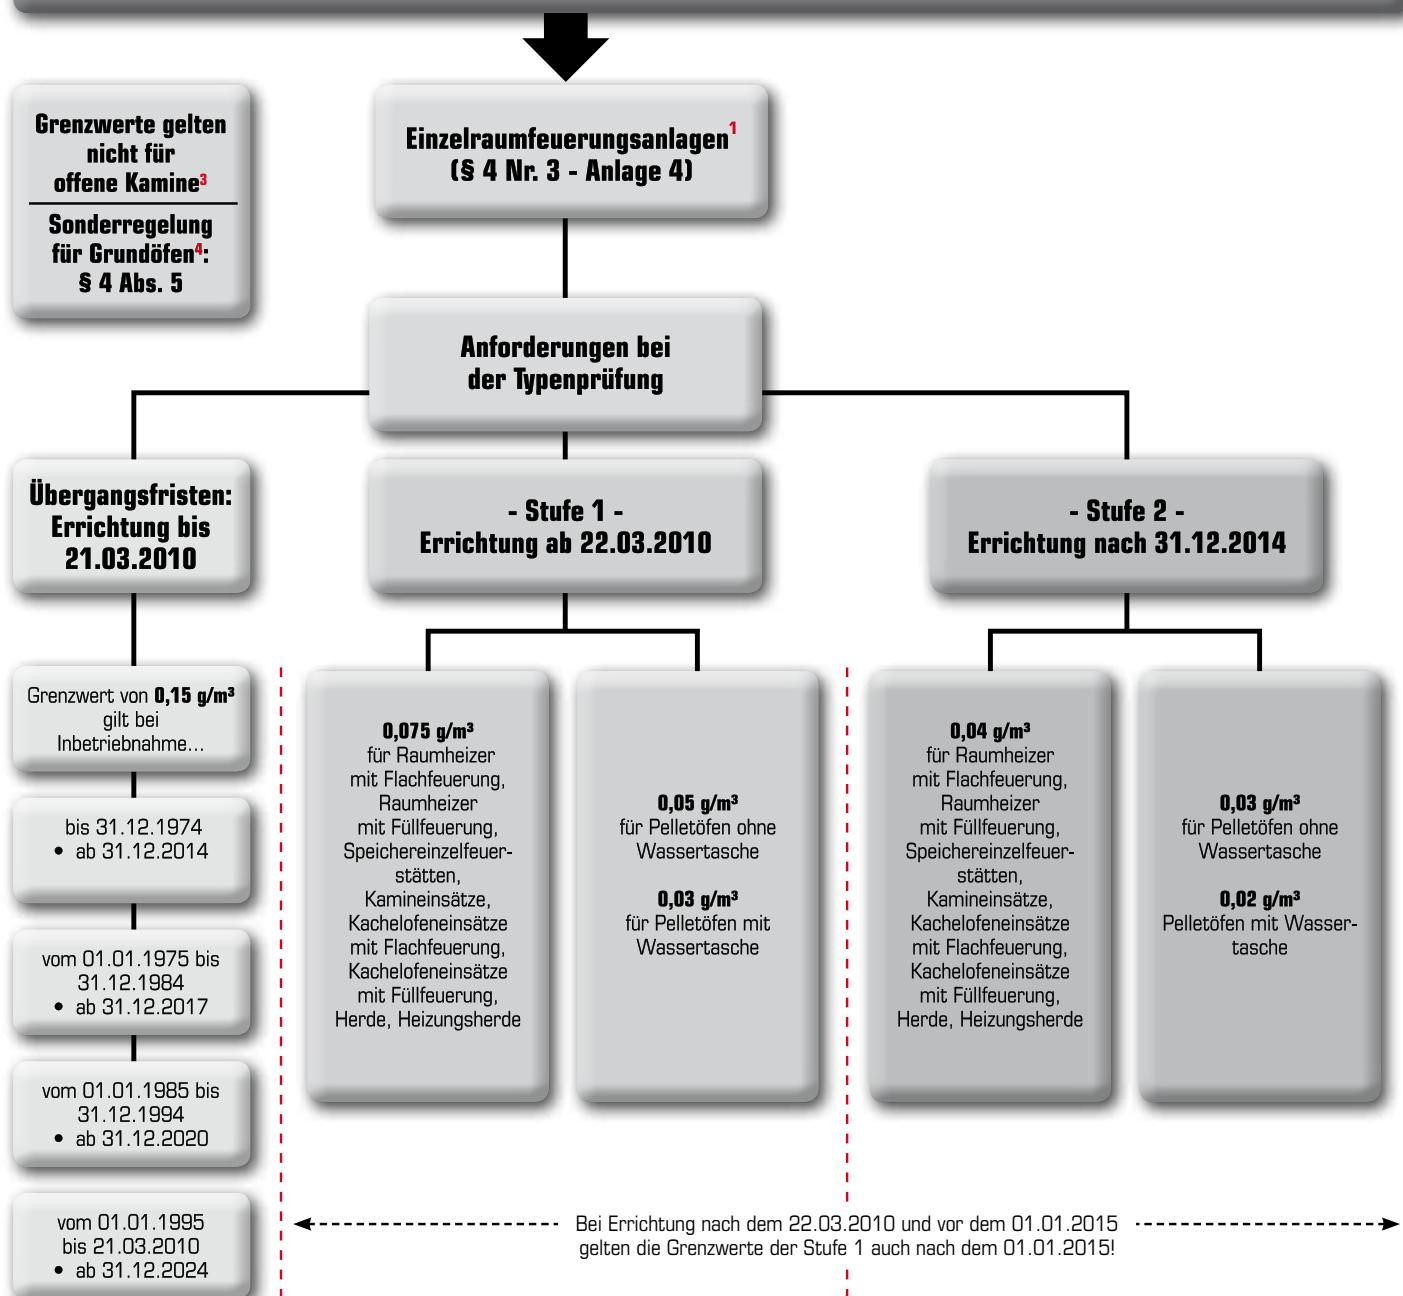 Grenzwerte gelten
nicht für
offene Kamine³
Sonderregelung
für Grundöfen⁴:
§ 4 Abs. 5
Einzelraumfeuerungsanlagen¹
(§ 4 Nr. 3 - Anlage 4)
Anforderungen bei
der Typenprüfung
Übergangsfristen:
Errichtung bis
21.03.2010
- Stufe 1 -
Errichtung ab 22.03.2010
- Stufe 2 -
Errichtung nach 31.12.2014
Grenzwert von 0,15 g/m³
gilt bei
Inbetriebnahme...
bis 31.12.1974
• ab 31.12.2014
vom 01.01.1975 bis
31.12.1984
• ab 31.12.2017
vom 01.01.1985 bis
31.12.1994
• ab 31.12.2020
vom 01.01.1995
bis 21.03.2010
• ab 31.12.2024
0,075 g/m³
für Raumheizer
mit Flachfeuerung,
Raumheizer
mit Füllfeuerung,
Speichereinzelfeuer-
stätten,
Kamineinsätze,
Kachelofeneinsätze
mit Flachfeuerung,
Kachelofeneinsätze
mit Füllfeuerung,
Herde, Heizungsherde
0,05 g/m³
für Pelletöfen ohne
Wassertasche
0,03 g/m³
für Pelletöfen mit
Wassertasche
0,04 g/m³
für Raumheizer
mit Flachfeuerung,
Raumheizer
mit Füllfeuerung,
Speichereinzelfeuer-
stätten,
Kamineinsätze,
Kachelofeneinsätze
mit Flachfeuerung,
Kachelofeneinsätze
mit Füllfeuerung,
Herde, Heizungsherde
0,03 g/m³
für Pelletöfen ohne
Wassertasche
0,02 g/m³
Pelletöfen mit Wasser-
tasche
Bei Errichtung nach dem 22.03.2010 und vor dem 01.01.2015
gelten die Grenzwerte der Stufe 1 auch nach dem 01.01.2015!